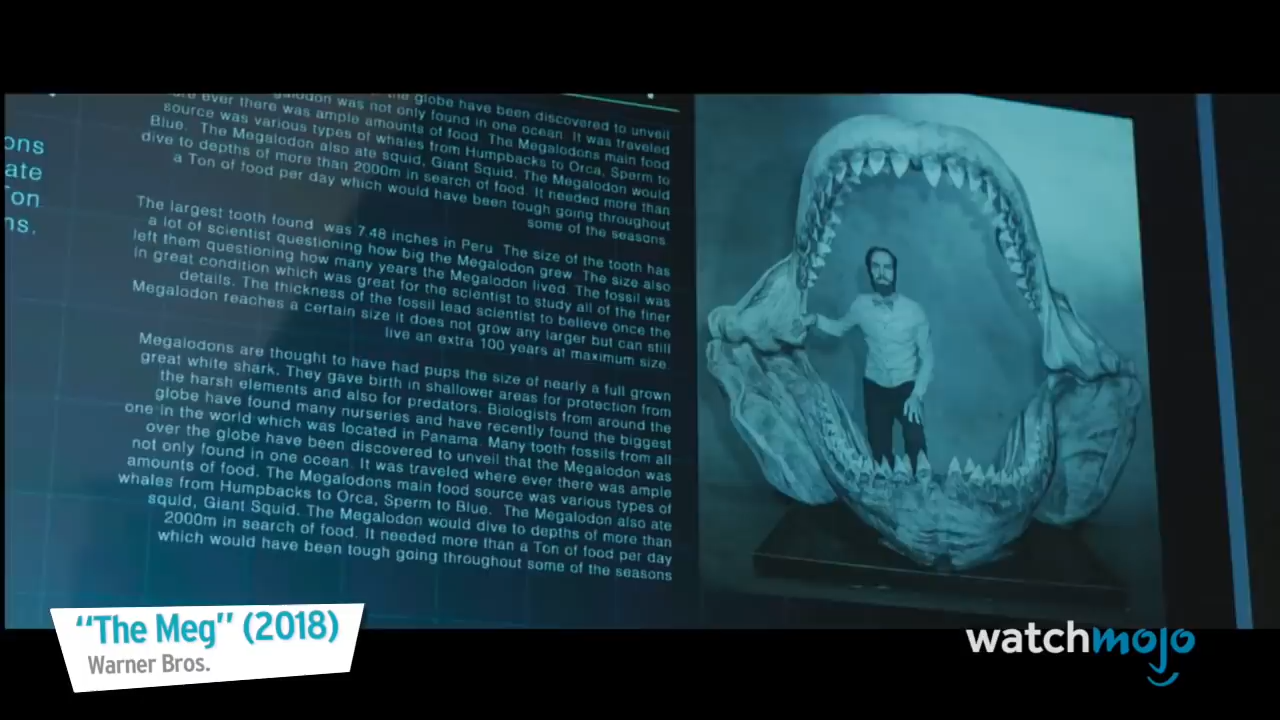 the globe have been discovered to unveil
was not only found in one ocean. It was traveled
ever there was ample amounts of food. The Megalodons main food
source was various types of whales from Humpbacks to Orca, Sperm to
Blue. The Megalodon also ate squid, Giant Squid. The Megalodon would
dive to depths of more than 2000m in search of food. It needed more than
a Ton of food per day which would have been tough going throughout
some of the seasons.
ons
ate
Ton
ns.
The largest tooth found was 7.48 inches in Peru. The size of the tooth has
a lot of scientist questioning how big the Megalodon grew. The size also
left them questioning how many years the Megalodon lived. The fossil was
in great condition which was great for the scientist to study all of the finer
details. The thickness of the fossil lead scientist to believe once the
Megalodon reaches a certain size it does not grow any larger but can still
live an extra 100 years at maximum size.
Megalodons are thought to have had pups the size of nearly a full grown
great white shark. They gave birth in shallower areas for protection from
the harsh elements and also for predators. Biologists from around the
globe have found many nurseries and have recently found the biggest
one in the world which was located in Panama. Many tooth fossils from all
over the globe have been discovered to unveil that the Megalodon was
not only found in one ocean. It was traveled where ever there was ample
amounts of food. The Megalodons main food source was various types of
whales from Humpbacks to Orca, Sperm to Blue. The Megalodon also ate
squid, Giant Squid. The Megalodon would dive to depths of more than
2000m in search of food. It needed more than a Ton of food per day
which would have been tough going throughout some of the seasons
“The Meg” (2018)
Warner Bros.
watchmojo